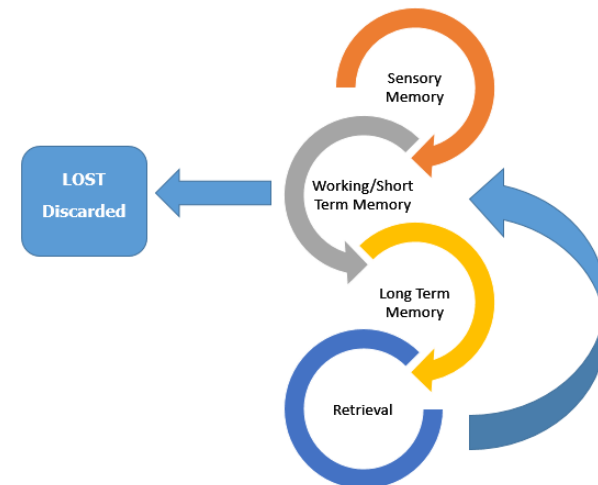 Sensory
Memory
LOST
Discarded
Working/Short
Term Memory
Long Term
Memory
Retrieval